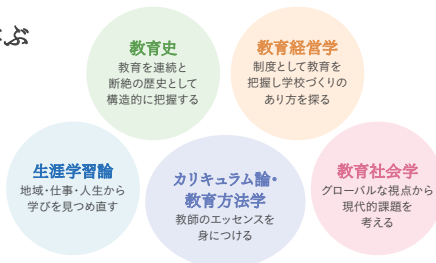 ぶ
教育史
教育を連続と
断絶の歴史として
構造的に把握する
教育経営学
制度として教育を
把握し学校づくりの
あり方を探る
生涯学習論
地域・仕事・人生から
学びを見つめ直す
カリキュラム論・
教育方法学
教師のエッセンスを
身につける
教育社会学
グローバルな視点から
現代的課題を
考える